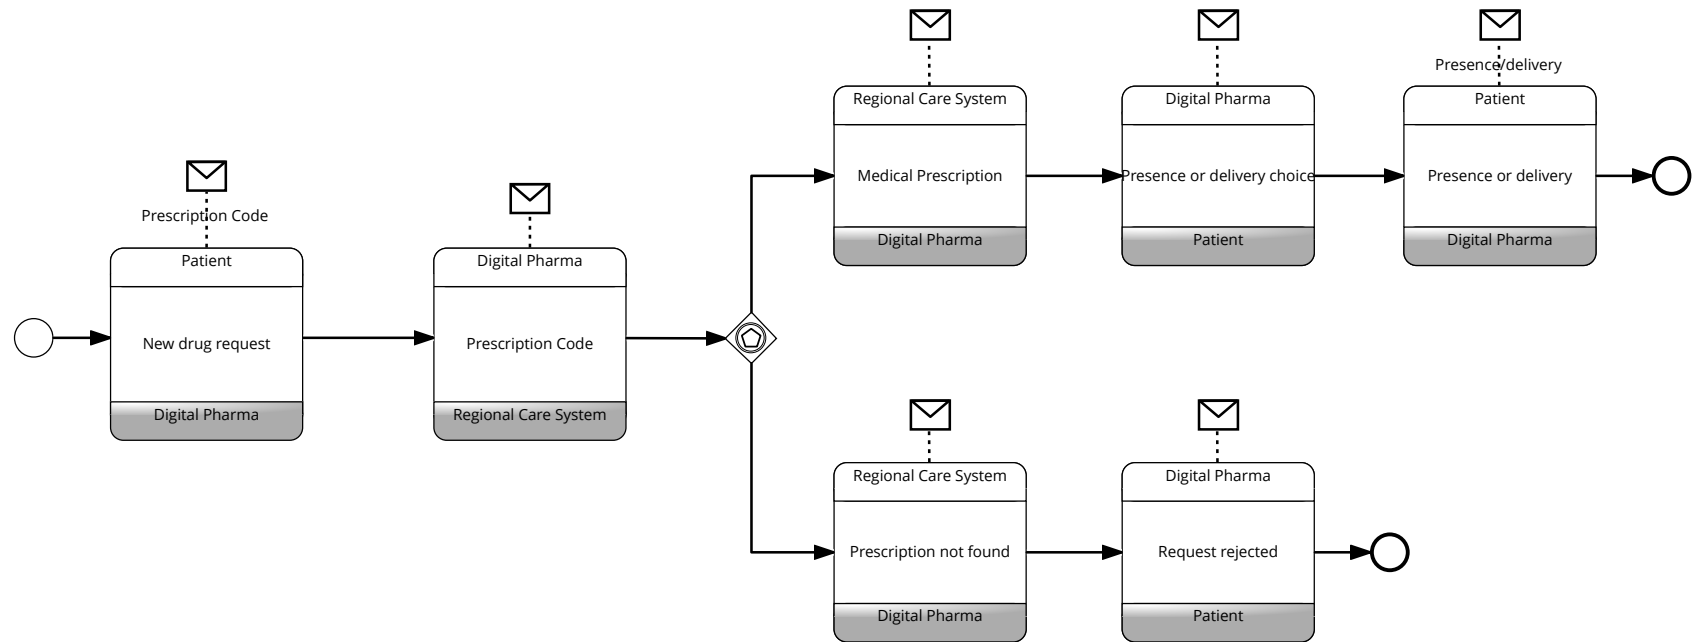 Prescription Code
Patient
New drug request
Digital Pharma
Digital Pharma
Prescription Code
Regional Care System
Regional Care System
Medical Prescription
Digital Pharma
Digital Pharma
Presence or delivery choice
Patient
Presence/delivery
Patient
Presence or delivery
Digital Pharma
Regional Care System
Prescription not found
Digital Pharma
Digital Pharma
Request rejected
Patient